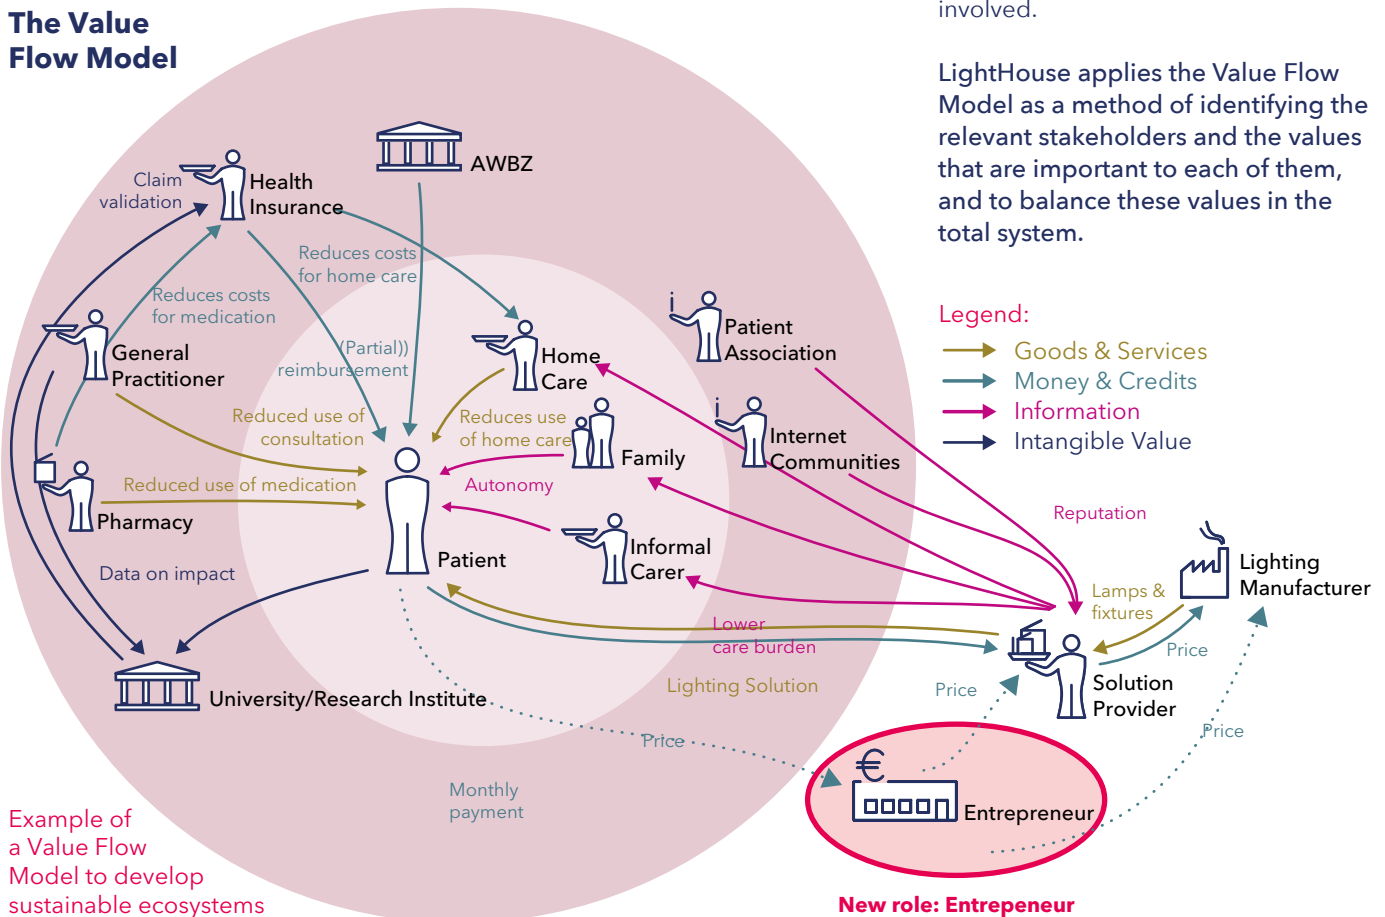 The Value
Flow Model
involved.
LightHouse applies the Value Flow
Model as a method of identifying the
relevant stakeholders and the values
that are important to each of them,
and to balance these values in the
total system.
Legend:
Goods & Services
Money & Credits
Information
Intangible Value
AWBZ
Claim
validation
Health
Insurance
Reduces costs
for home care
Reduces costs
for medication
General
Practitioner
(Partial))
reimbursement
Home
Care
Patient
Association
Reduced use of
consultation
Reduces use
of home care
Family
Internet
Communities
Reduced use of medication
Autonomy
Pharmacy
Patient
Informal
Carer
Reputation
Lighting
Manufacturer
Data on impact
Lamps &
fixtures
Lower
care burden
Price
University/Research Institute
Lighting Solution
Price
Solution
Provider
Price
Price
Monthly
payment
Entrepreneur
Example of
a Value Flow
Model to develop
sustainable ecosystems
New role: Entrepeneur
i
i
€